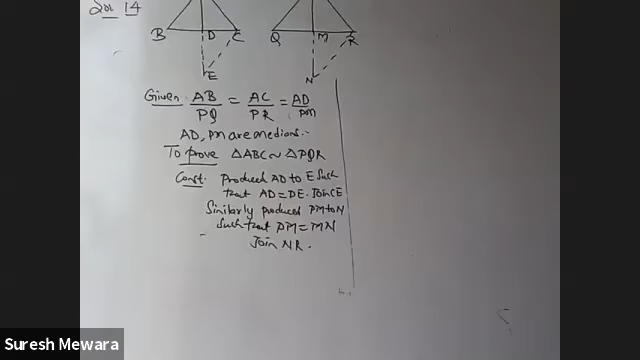 Sol 14
B D C Q M R
E N
Given AB/PQ = AC/PR = AD/PM
AD, PM are medians.
To prove △ABC ~ △PQR
Const. Produced AD to E such
that AD = DE. Join CE
Similarly produced PM to N
Such that PM = MN
Join NR.
Suresh Mewara